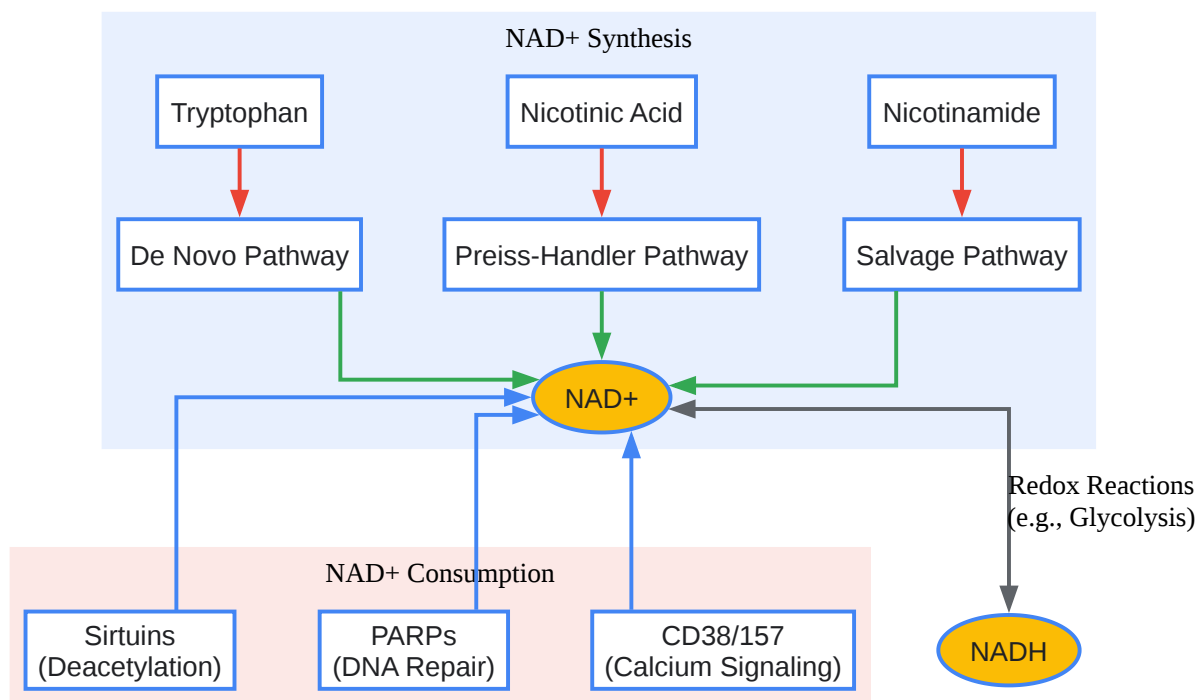 NAD+ Synthesis
Tryptophan
Nicotinic Acid
Nicotinamide
De Novo Pathway
Preiss-Handler Pathway
Salvage Pathway
NAD+
Redox Reactions
(e.g., Glycolysis)
NAD+ Consumption
Sirtuins
(Deacetylation)
PARPs
(DNA Repair)
CD38/157
(Calcium Signaling)
NADH